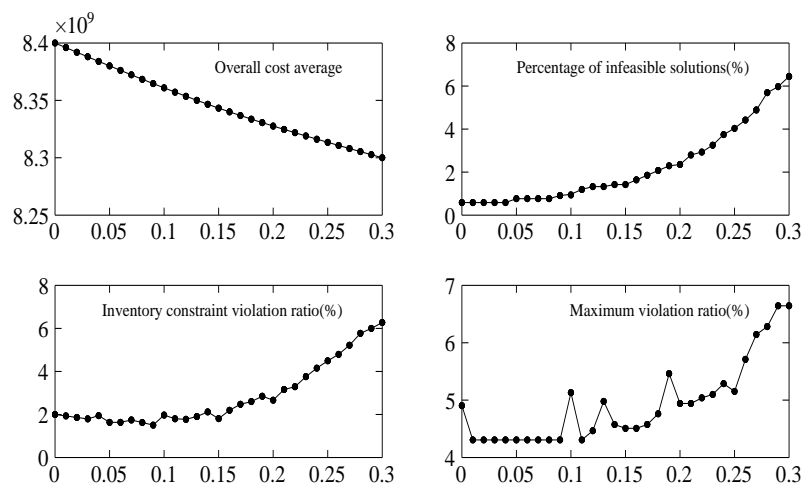 ×10⁹
8.4
8.35
8.3
8.25
0 0.05 0.1 0.15 0.2 0.25 0.3
Overall cost average
8
6
4
2
0
0 0.05 0.1 0.15 0.2 0.25 0.3
Percentage of infeasible solutions(%)
8
6
4
2
0
0 0.05 0.1 0.15 0.2 0.25 0.3
Inventory constraint violation ratio(%)
7
6
5
4
0 0.05 0.1 0.15 0.2 0.25 0.3
Maximum violation ratio(%)